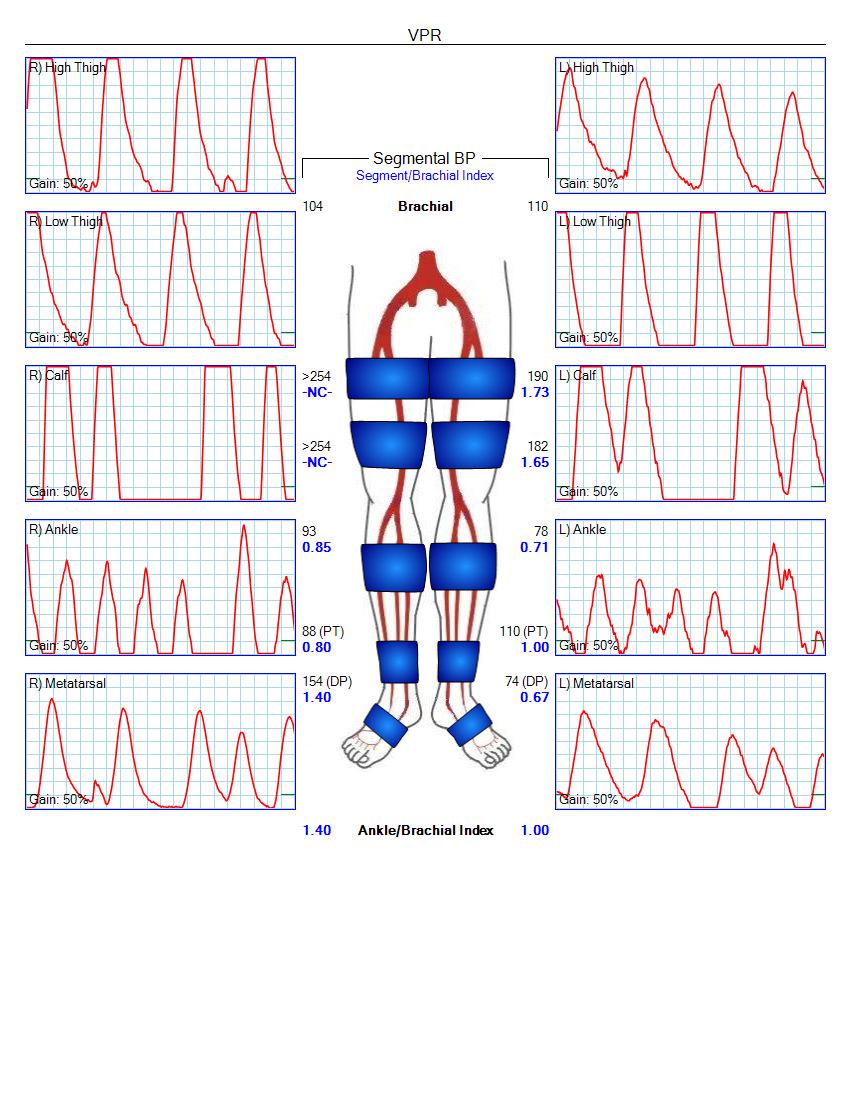 VPR
R) High Thigh
Gain: 50%
L) High Thigh
Gain: 50%
Segmental BP
Segment/Brachial Index
104 Brachial 110
R) Low Thigh
Gain: 50%
L) Low Thigh
Gain: 50%
R) Calf
Gain: 50%
>254
-NC-
190
1.73
L) Calf
Gain: 50%
>254
-NC-
182
1.65
R) Ankle
Gain: 50%
93
0.85
78
0.71
L) Ankle
Gain: 50%
88 (PT)
0.80
110 (PT)
1.00
R) Metatarsal
Gain: 50%
154 (DP)
1.40
74 (DP)
0.67
L) Metatarsal
Gain: 50%
1.40 Ankle/Brachial Index 1.00